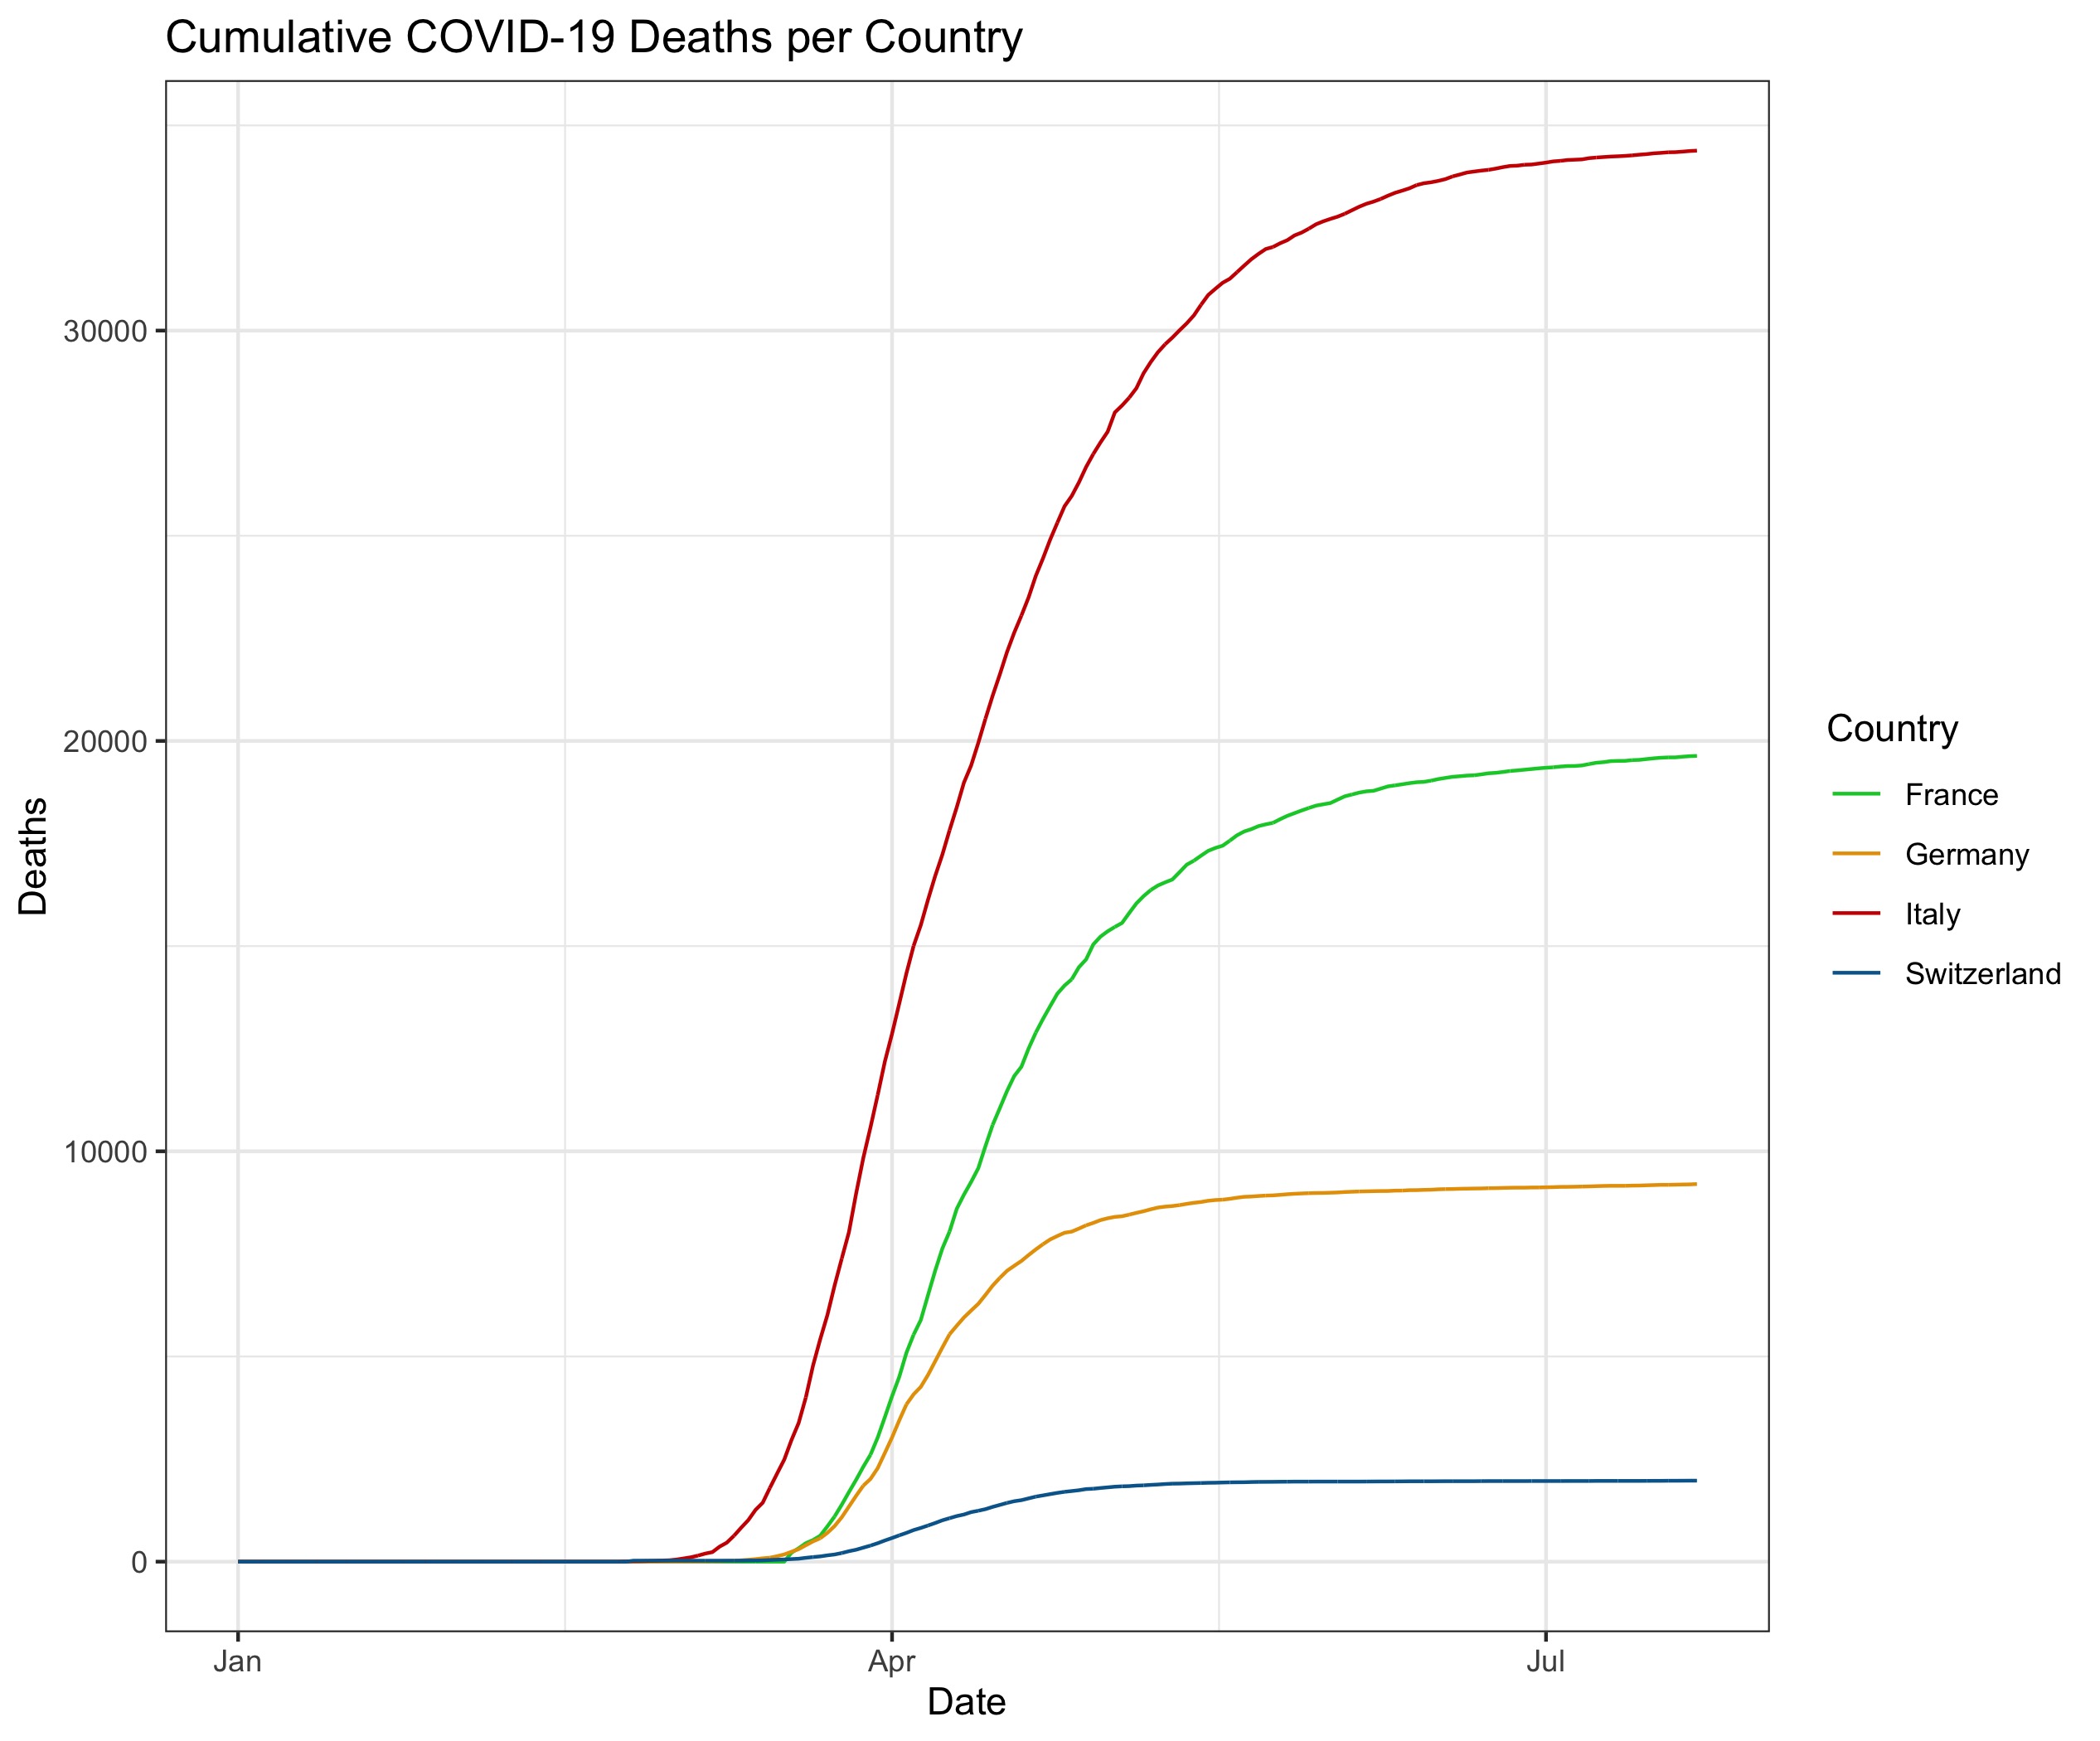 Cumulative COVID-19 Deaths per Country
30000
20000
10000
0
Deaths
Jan
Apr
Jul
Date
Country
France
Germany
Italy
Switzerland